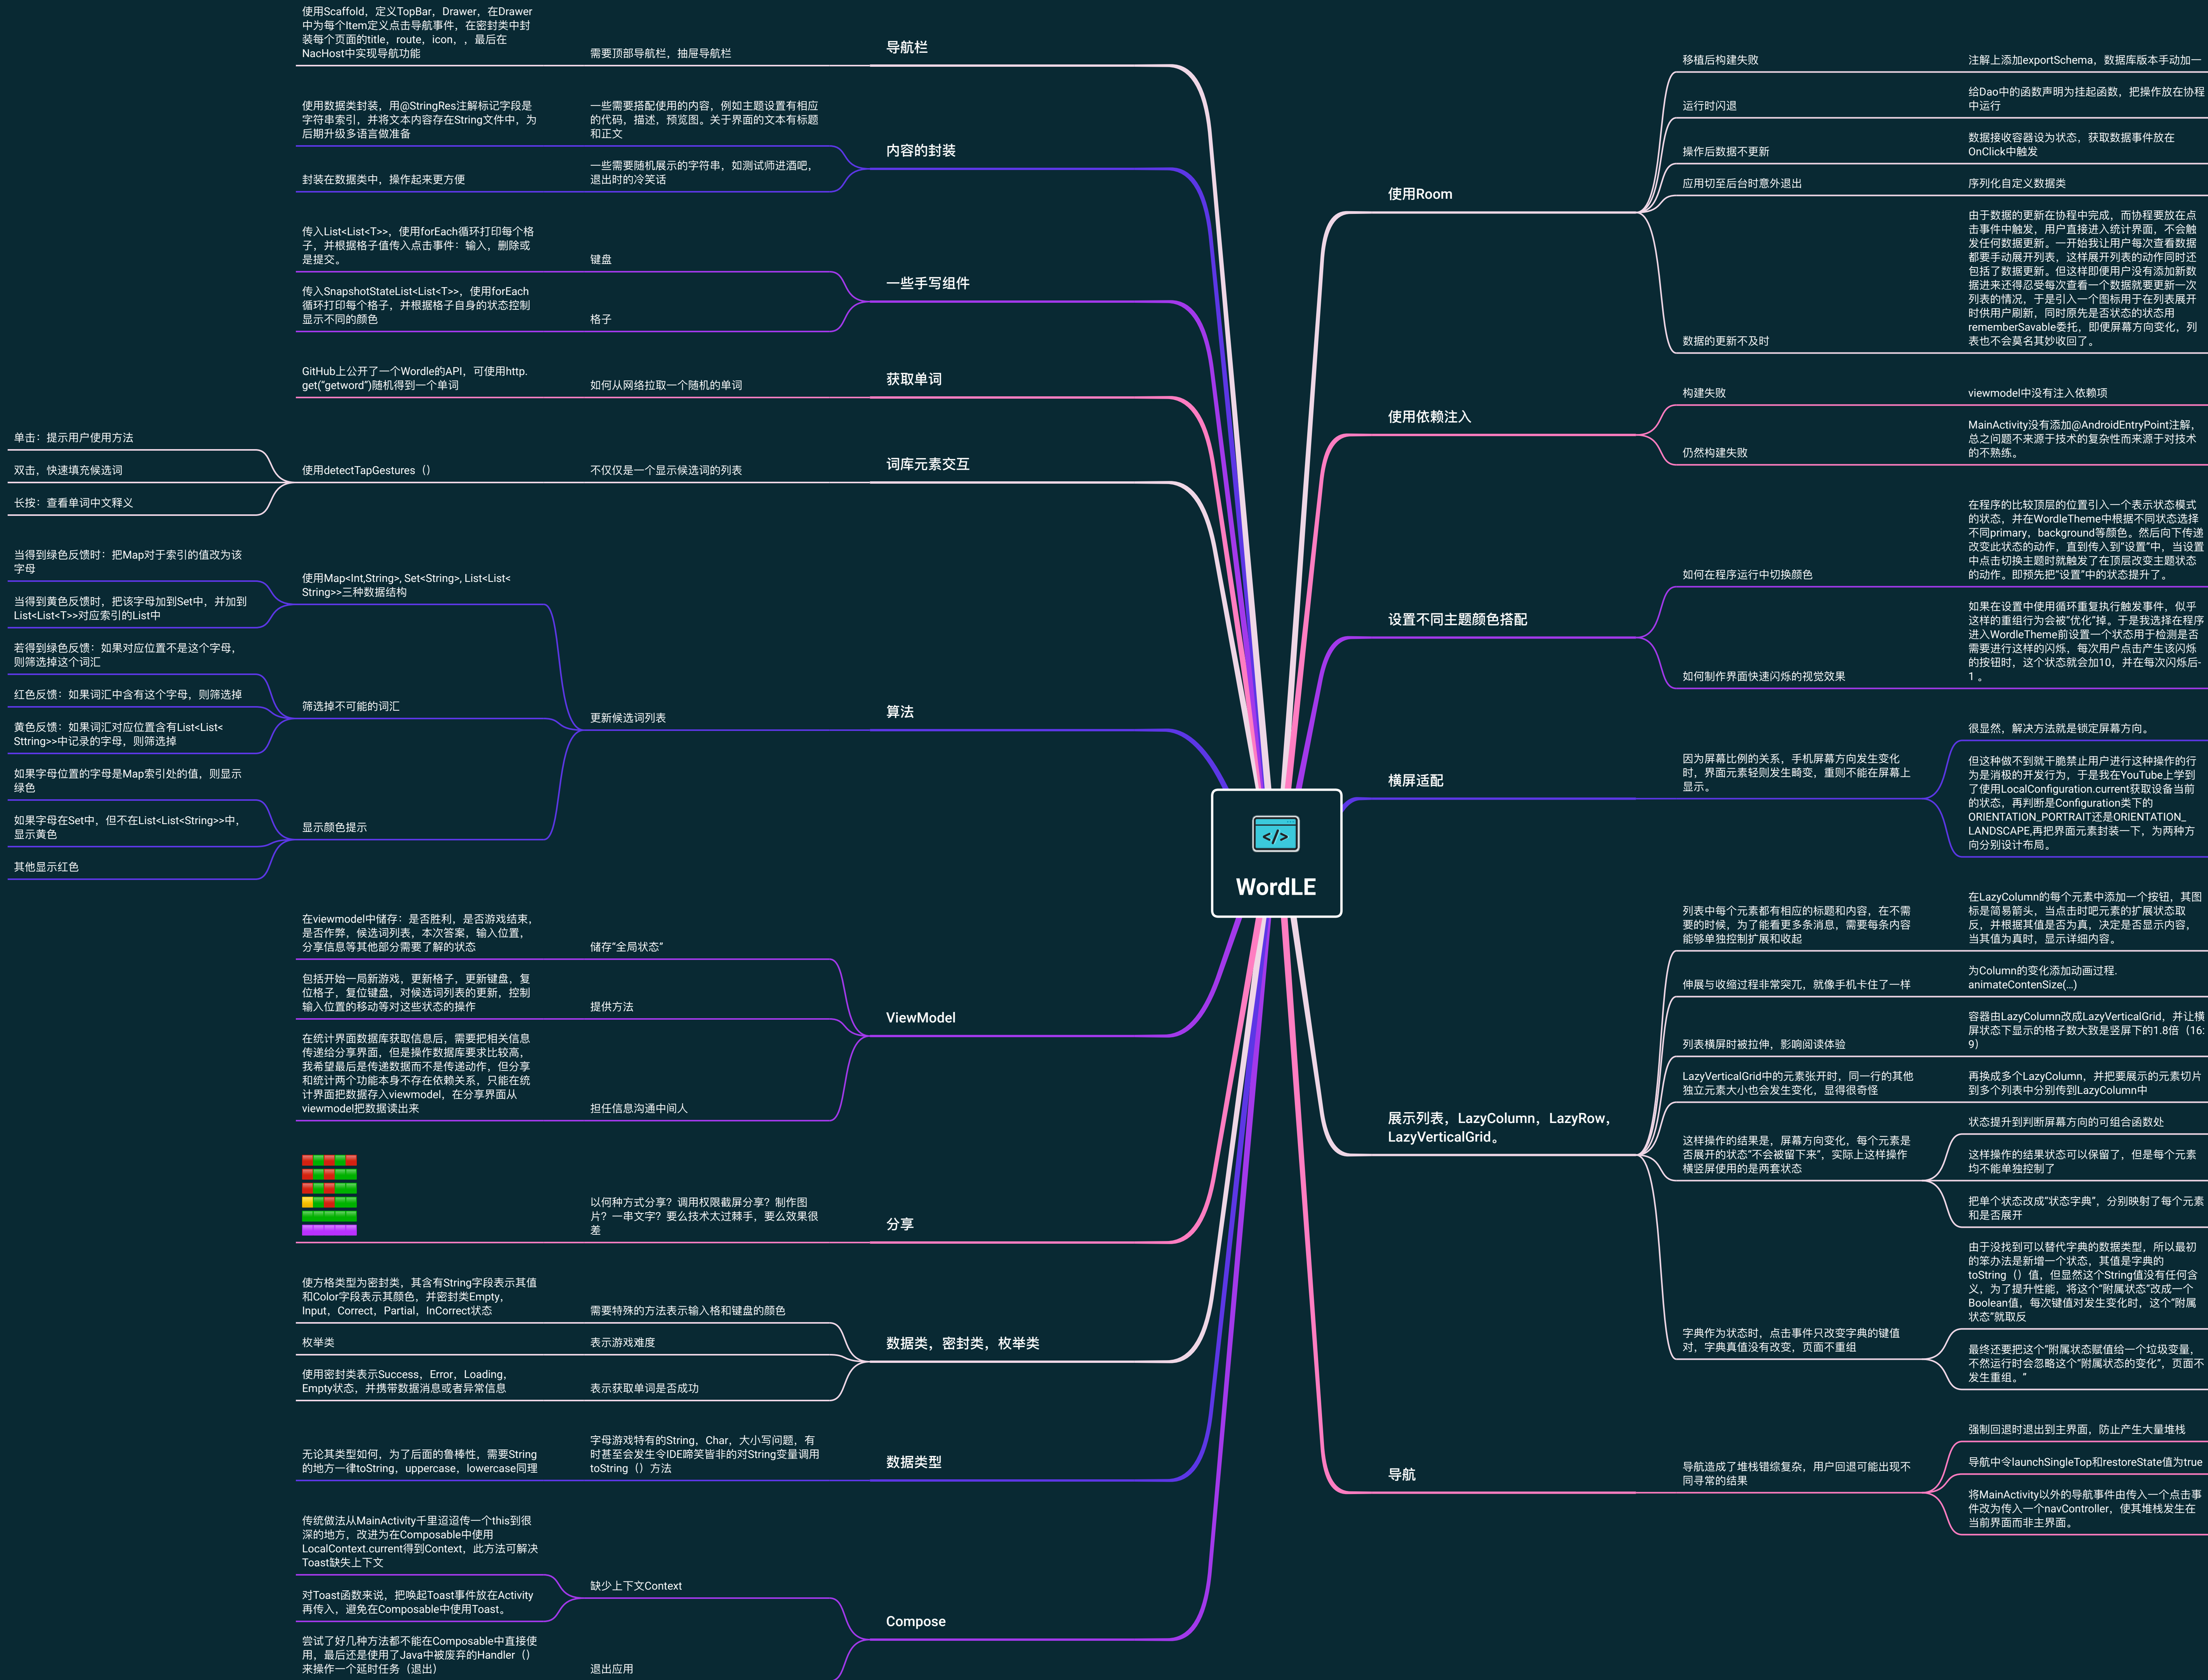 使用Scaffold，定义TopBar，Drawer，在Drawer
中为每个Item定义点击导航事件，在密封类中封
装每个页面的title，route，icon，，最后在
NacHost中实现导航功能
需要顶部导航栏，抽屉导航栏
导航栏
使用数据类封装，用@StringRes注解标记字段是
字符串索引，并将文本内容存在String文件中，为
后期升级多语言做准备
一些需要搭配使用的内容，例如主题设置有相应
的代码，描述，预览图。关于界面的文本有标题
和正文
内容的封装
封装在数据类中，操作起来更方便
一些需要随机展示的字符串，如测试师进酒吧，
退出时的冷笑话
传入List<List<T>>，使用forEach循环打印每个格
子，并根据格子值传入点击事件：输入，删除或
是提交。
键盘
一些手写组件
传入SnapshotStateList<List<T>>，使用forEach
循环打印每个格子，并根据格子自身的状态控制
显示不同的颜色
格子
GitHub上公开了一个Wordle的API，可使用http.
get("getword")随机得到一个单词
如何从网络拉取一个随机的单词
获取单词
单击：提示用户使用方法
双击，快速填充候选词
长按：查看单词中文释义
使用detectTapGestures（）
不仅仅是一个显示候选词的列表
词库元素交互
当得到绿色反馈时：把Map对于索引的值改为该
字母
当得到黄色反馈时，把该字母加到Set中，并加到
List<List<T>>对应索引的List中
使用Map<Int,String>, Set<String>, List<List<
String>>三种数据结构
若得到绿色反馈：如果对应位置不是这个字母，
则筛选掉这个词汇
红色反馈：如果词汇中含有这个字母，则筛选掉
黄色反馈：如果词汇对应位置含有List<List<
Sttring>>中记录的字母，则筛选掉
筛选掉不可能的词汇
更新候选词列表
算法
如果字母位置的字母是Map索引处的值，则显示
绿色
如果字母在Set中，但不在List<List<String>>中，
显示黄色
其他显示红色
显示颜色提示
WordLE
在viewmodel中储存：是否胜利，是否游戏结束，
是否作弊，候选词列表，本次答案，输入位置，
分享信息等其他部分需要了解的状态
储存"全局状态"
包括开始一局新游戏，更新格子，更新键盘，复
位格子，复位键盘，对候选词列表的更新，控制
输入位置的移动等对这些状态的操作
提供方法
ViewModel
在统计界面数据库获取信息后，需要把相关信息
传递给分享界面，但是操作数据库要求比较高，
我希望最后是传递数据而不是传递动作，但分享
和统计两个功能本身不存在依赖关系，只能在统
计界面把数据存入viewmodel，在分享界面从
viewmodel把数据读出来
担任信息沟通中间人
以何种方式分享？调用权限截屏分享？制作图
片？一串文字？要么技术太过棘手，要么效果很
差
分享
使方格类型为密封类，其含有String字段表示其值
和Color字段表示其颜色，并密封类Empty，
Input，Correct，Partial，InCorrect状态
需要特殊的方法表示输入格和键盘的颜色
枚举类
表示游戏难度
数据类，密封类，枚举类
使用密封类表示Success，Error，Loading，
Empty状态，并携带数据消息或者异常信息
表示获取单词是否成功
无论其类型如何，为了后面的鲁棒性，需要String
的地方一律toString，uppercase，lowercase同理
字母游戏特有的String，Char，大小写问题，有
时甚至会发生令IDE啼笑皆非的对String变量调用
toString（）方法
数据类型
传统做法从MainActivity千里迢迢传一个this到很
深的地方，改进为在Composable中使用
LocalContext.current得到Context，此方法可解决
Toast缺失上下文
对Toast函数来说，把唤起Toast事件放在Activity
再传入，避免在Composable中使用Toast。
缺少上下文Context
Compose
尝试了好几种方法都不能在Composable中直接使
用，最后还是使用了Java中被废弃的Handler（）
来操作一个延时任务（退出）
退出应用
使用Room
移植后构建失败
注解上添加exportSchema，数据库版本手动加一
运行时闪退
给Dao中的函数声明为挂起函数，把操作放在协程
中运行
操作后数据不更新
数据接收容器设为状态，获取数据事件放在
OnClick中触发
应用切至后台时意外退出
序列化自定义数据类
数据的更新不及时
由于数据的更新在协程中完成，而协程要放在点
击事件中触发，用户直接进入统计界面，不会触
发任何数据更新。一开始我让用户每次查看数据
都要手动展开列表，这样展开列表的动作同时还
包括了数据更新。但这样即便用户没有添加新数
据进来还得忍受每次查看一个数据就要更新一次
列表的情况，于是引入一个图标用于在列表展开
时供用户刷新，同时原先是否状态的状态用
rememberSavable委托，即便屏幕方向变化，列
表也不会莫名其妙收回了。
使用依赖注入
构建失败
viewmodel中没有注入依赖项
仍然构建失败
MainActivity没有添加@AndroidEntryPoint注解，
总之问题不来源于技术的复杂性而来源于对技术
的不熟练。
设置不同主题颜色搭配
如何在程序运行中切换颜色
在程序的比较顶层的位置引入一个表示状态模式
的状态，并在WordleTheme中根据不同状态选择
不同primary，background等颜色。然后向下传递
改变此状态的动作，直到传入到"设置"中，当设置
中点击切换主题时就触发了在顶层改变主题状态
的动作。即预先把"设置"中的状态提升了。
如何制作界面快速闪烁的视觉效果
如果在设置中使用循环重复执行触发事件，似乎
这样的重组行为会被"优化"掉。于是我选择在程序
进入WordleTheme前设置一个状态用于检测是否
需要进行这样的闪烁，每次用户点击产生该闪烁
的按钮时，这个状态就会加10，并在每次闪烁后-
1 。
横屏适配
因为屏幕比例的关系，手机屏幕方向发生变化
时，界面元素轻则发生畸变，重则不能在屏幕上
显示。
很显然，解决方法就是锁定屏幕方向。
但这种做不到就干脆禁止用户进行这种操作的行
为是消极的开发行为，于是我在YouTube上学到
了使用LocalConfiguration.current获取设备当前
的状态，再判断是Configuration类下的
ORIENTATION_PORTRAIT还是ORIENTATION_
LANDSCAPE,再把界面元素封装一下，为两种方
向分别设计布局。
展示列表，LazyColumn，LazyRow，
LazyVerticalGrid。
列表中每个元素都有相应的标题和内容，在不需
要的时候，为了能看更多条消息，需要每条内容
能够单独控制扩展和收起
在LazyColumn的每个元素中添加一个按钮，其图
标是简易箭头，当点击时吧元素的扩展状态取
反，并根据其值是否为真，决定是否显示内容，
当其值为真时，显示详细内容。
伸展与收缩过程非常突兀，就像手机卡住了一样
为Column的变化添加动画过程.
animateContenSize(...)
列表横屏时被拉伸，影响阅读体验
容器由LazyColumn改成LazyVerticalGrid，并让横
屏状态下显示的格子数大致是竖屏下的1.8倍（16:
9）
LazyVerticalGrid中的元素张开时，同一行的其他
独立元素大小也会发生变化，显得很奇怪
再换成多个LazyColumn，并把要展示的元素切片
到多个列表中分别传到LazyColumn中
这样操作的结果是，屏幕方向变化，每个元素是
否展开的状态"不会被留下来"，实际上这样操作
横竖屏使用的是两套状态
状态提升到判断屏幕方向的可组合函数处
这样操作的结果状态可以保留了，但是每个元素
均不能单独控制了
把单个状态改成"状态字典"，分别映射了每个元素
和是否展开
字典作为状态时，点击事件只改变字典的键值
对，字典真值没有改变，页面不重组
由于没找到可以替代字典的数据类型，所以最初
的笨办法是新增一个状态，其值是字典的
toString（）值，但显然这个String值没有任何含
义，为了提升性能，将这个"附属状态"改成一个
Boolean值，每次键值对发生变化时，这个"附属
状态"就取反
最终还要把这个"附属状态赋值给一个垃圾变量，
不然运行时会忽略这个"附属状态的变化"，页面不
发生重组。"
导航
导航造成了堆栈错综复杂，用户回退可能出现不
同寻常的结果
强制回退时退出到主界面，防止产生大量堆栈
导航中令launchSingleTop和restoreState值为true
将MainActivity以外的导航事件由传入一个点击事
件改为传入一个navController，使其堆栈发生在
当前界面而非主界面。